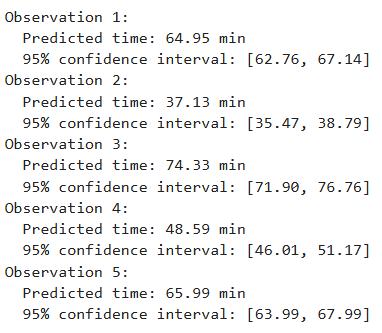 Observation 1:
  Predicted time: 64.95 min
  95% confidence interval: [62.76, 67.14]
Observation 2:
  Predicted time: 37.13 min
  95% confidence interval: [35.47, 38.79]
Observation 3:
  Predicted time: 74.33 min
  95% confidence interval: [71.90, 76.76]
Observation 4:
  Predicted time: 48.59 min
  95% confidence interval: [46.01, 51.17]
Observation 5:
  Predicted time: 65.99 min
  95% confidence interval: [63.99, 67.99]